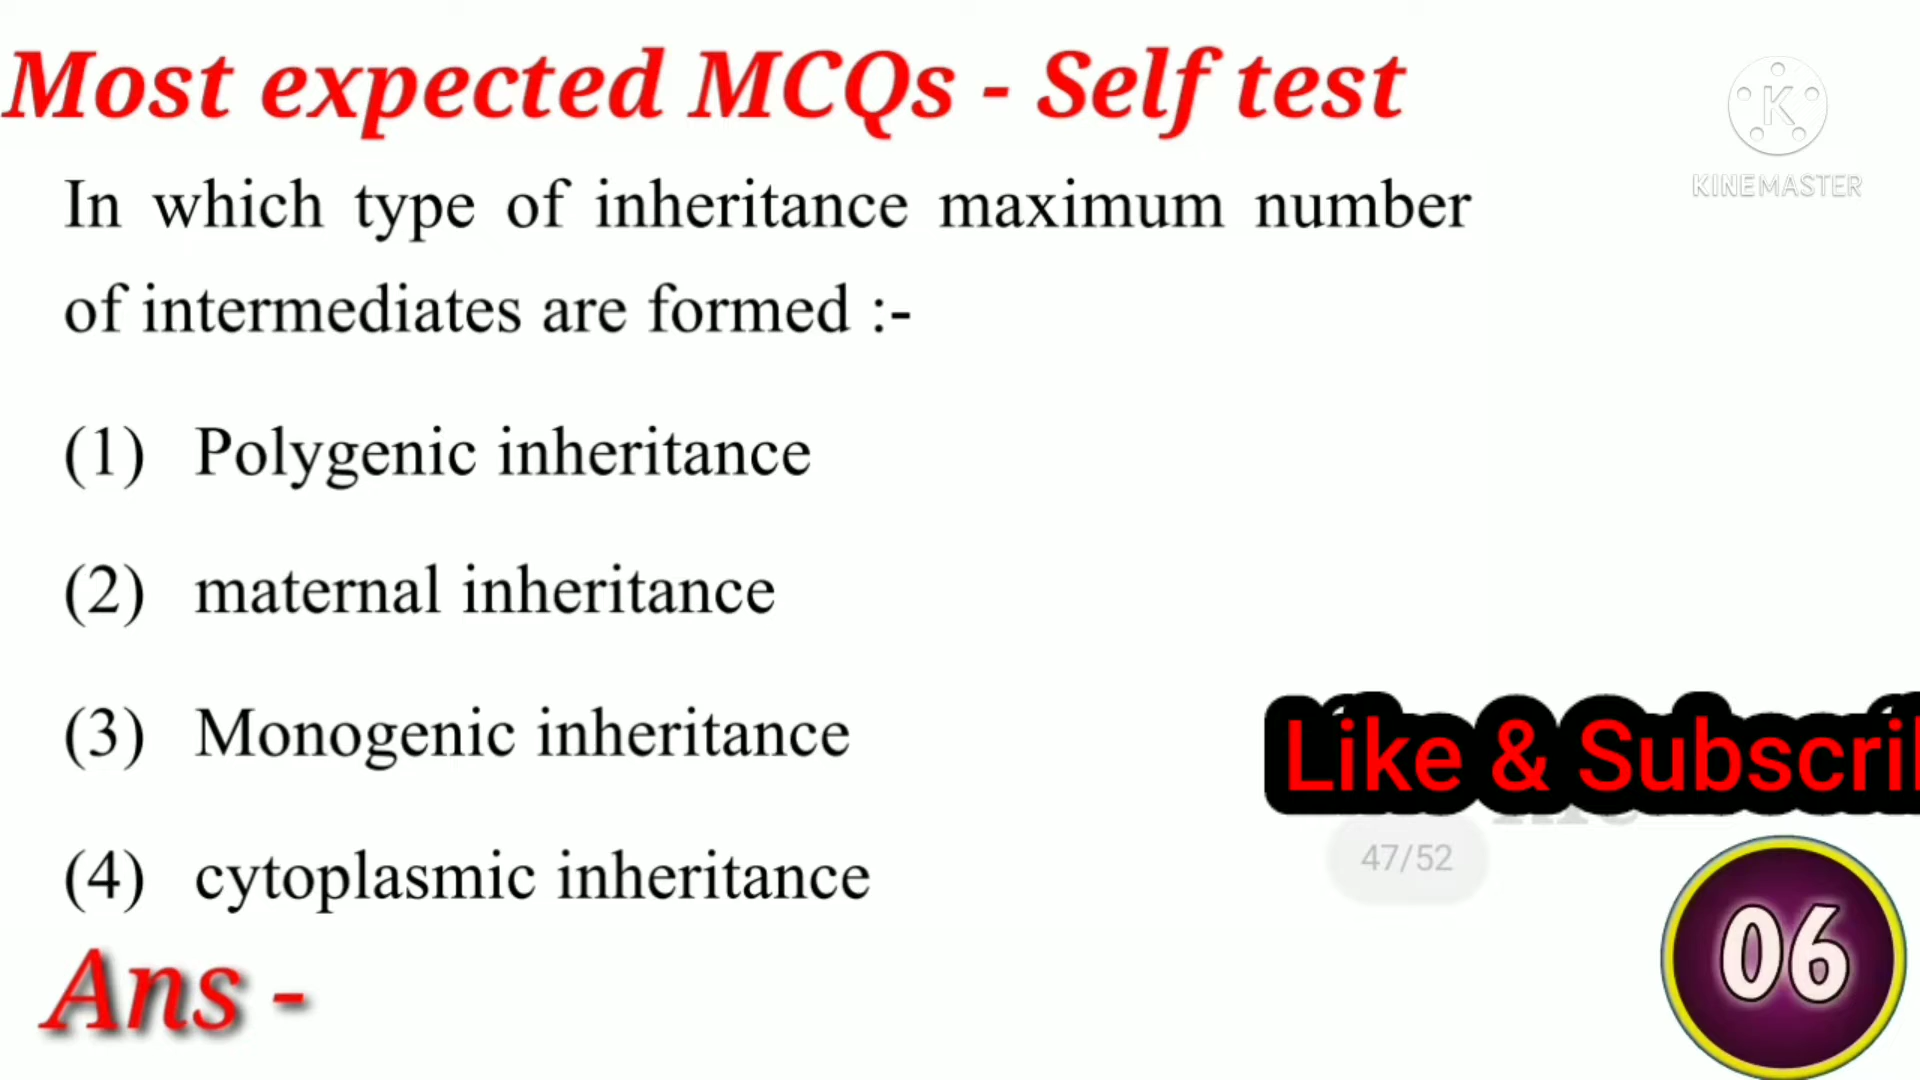 Most expected MCQs - Self test
KINEMASTER
In which type of inheritance maximum number
of intermediates are formed :-
(1) Polygenic inheritance
(2) maternal inheritance
(3) Monogenic inheritance
(4) cytoplasmic inheritance
Like & Subscri
47/52
06
Ans -